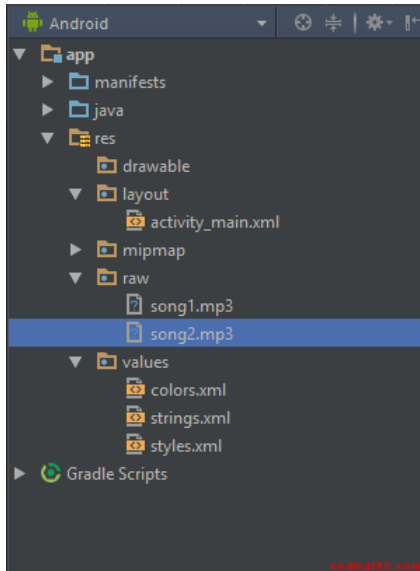 Android
app
manifests
java
res
drawable
layout
activity_main.xml
mipmap
raw
song1.mp3
song2.mp3
values
colors.xml
strings.xml
styles.xml
Gradle Scripts